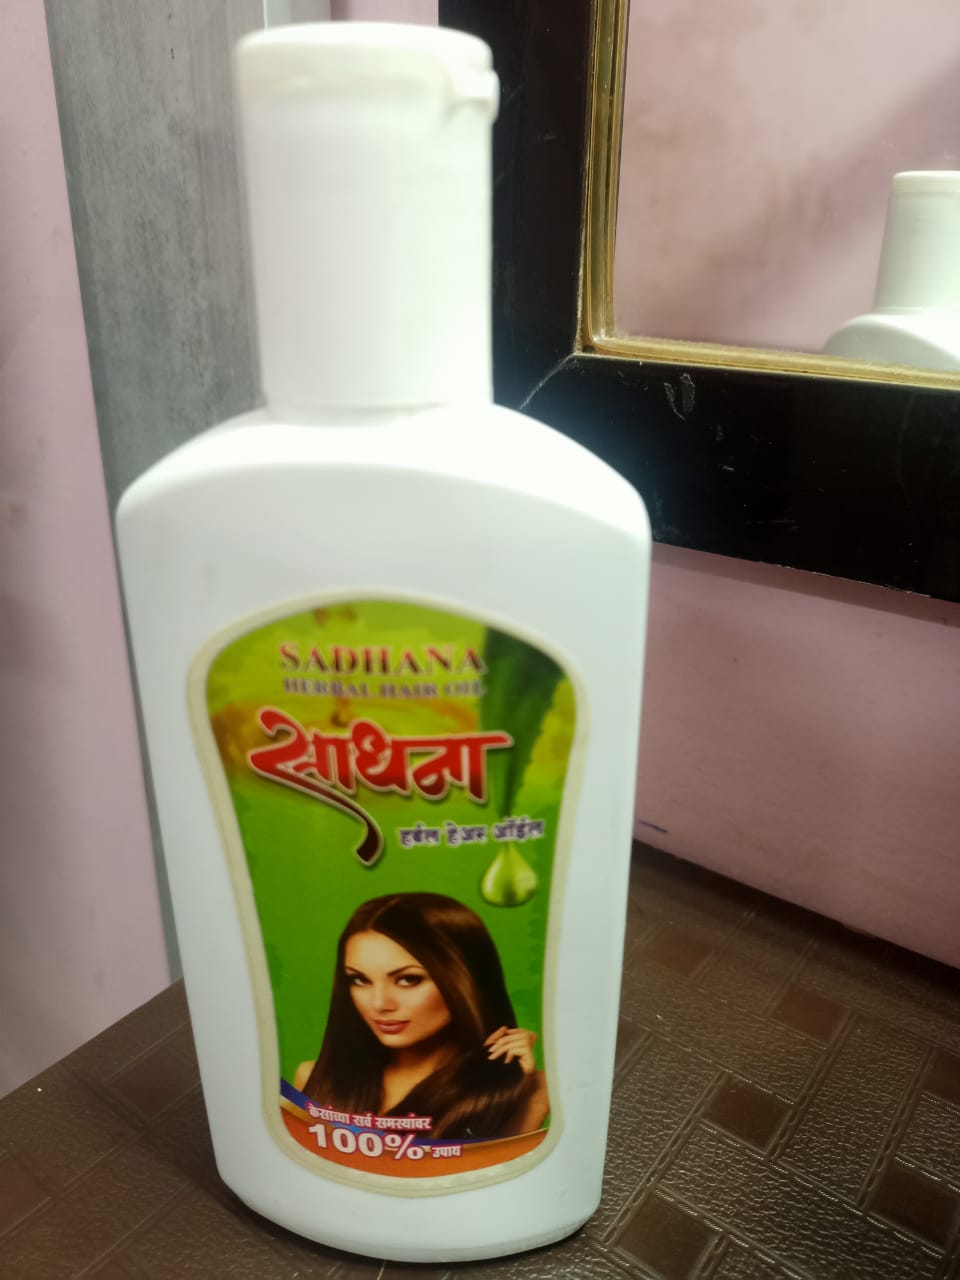 SADHANA
HERBAL HAIR OIL
साधना
हर्बल हेअर ऑईल
केसांच्या सर्व समस्यांवर
100% उपाय